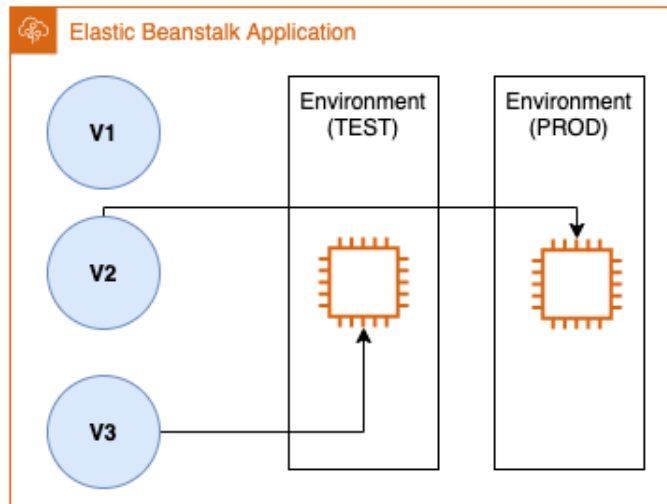 Elastic Beanstalk Application
Environment
(TEST)
Environment
(PROD)
V1
V2
V3